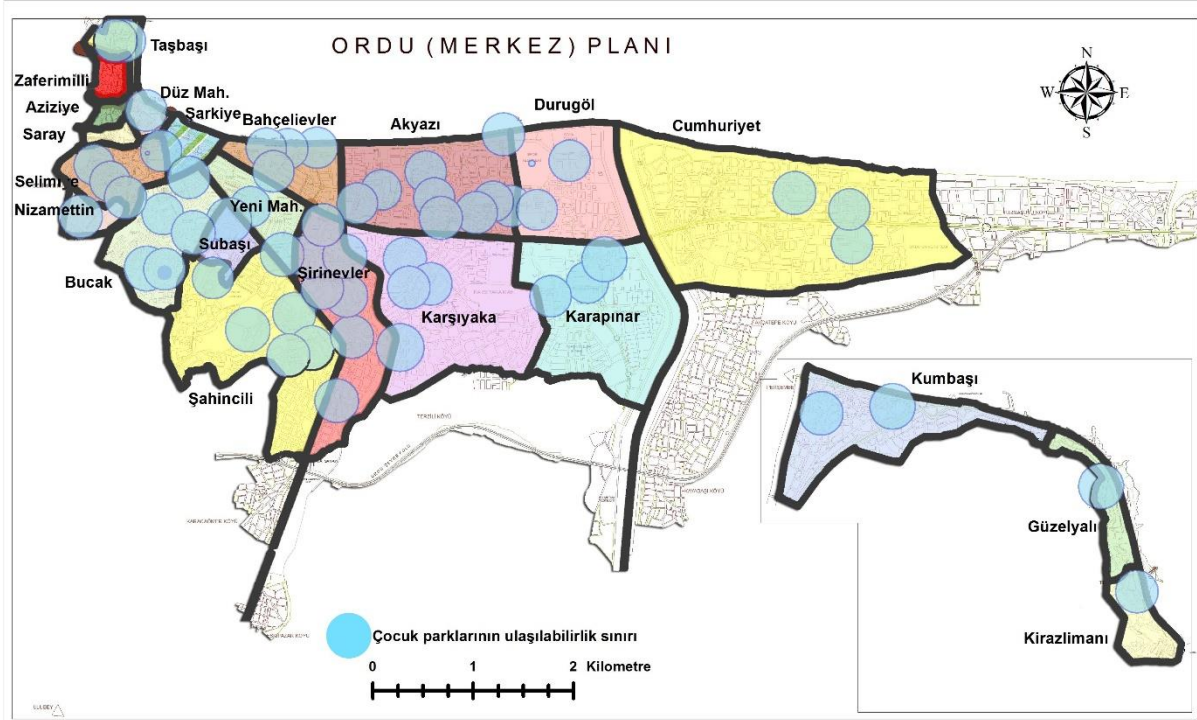 ORDU (MERKEZ) PLANI
N
W
E
S
Taşbaşı
Zaferimilli
Düz Mah.
Aziziye
Şarkiye
Saray
Bahçelievler
Akyazı
Durugöl
Cumhuriyet
Selimiye
Nizamettin
Yeni Mah.
Subaşı
Bucak
Şirinevler
Karşıyaka
Karapınar
Şahincili
Kumbaşı
Güzelyalı
Kirazlimanı
Çocuk parklarının ulaşılabilirlik sınırı
0 1 2 Kilometre